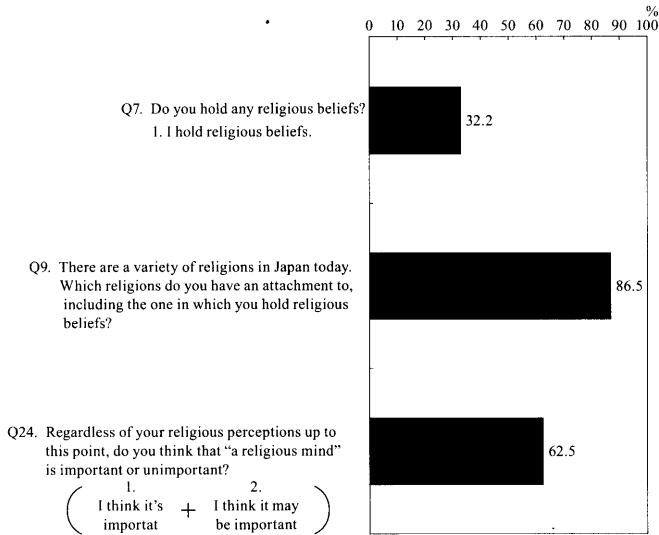 %
0 10 20 30 40 50 60 70 80 90 100
Q7. Do you hold any religious beliefs?
1. I hold religious beliefs.
32.2
Q9. There are a variety of religions in Japan today.
Which religions do you have an attachment to,
including the one in which you hold religious
beliefs?
86.5
Q24. Regardless of your religious perceptions up to
this point, do you think that “a religious mind”
is important or unimportant?
62.5
1. 2.
( I think it's + I think it may )
importat be important